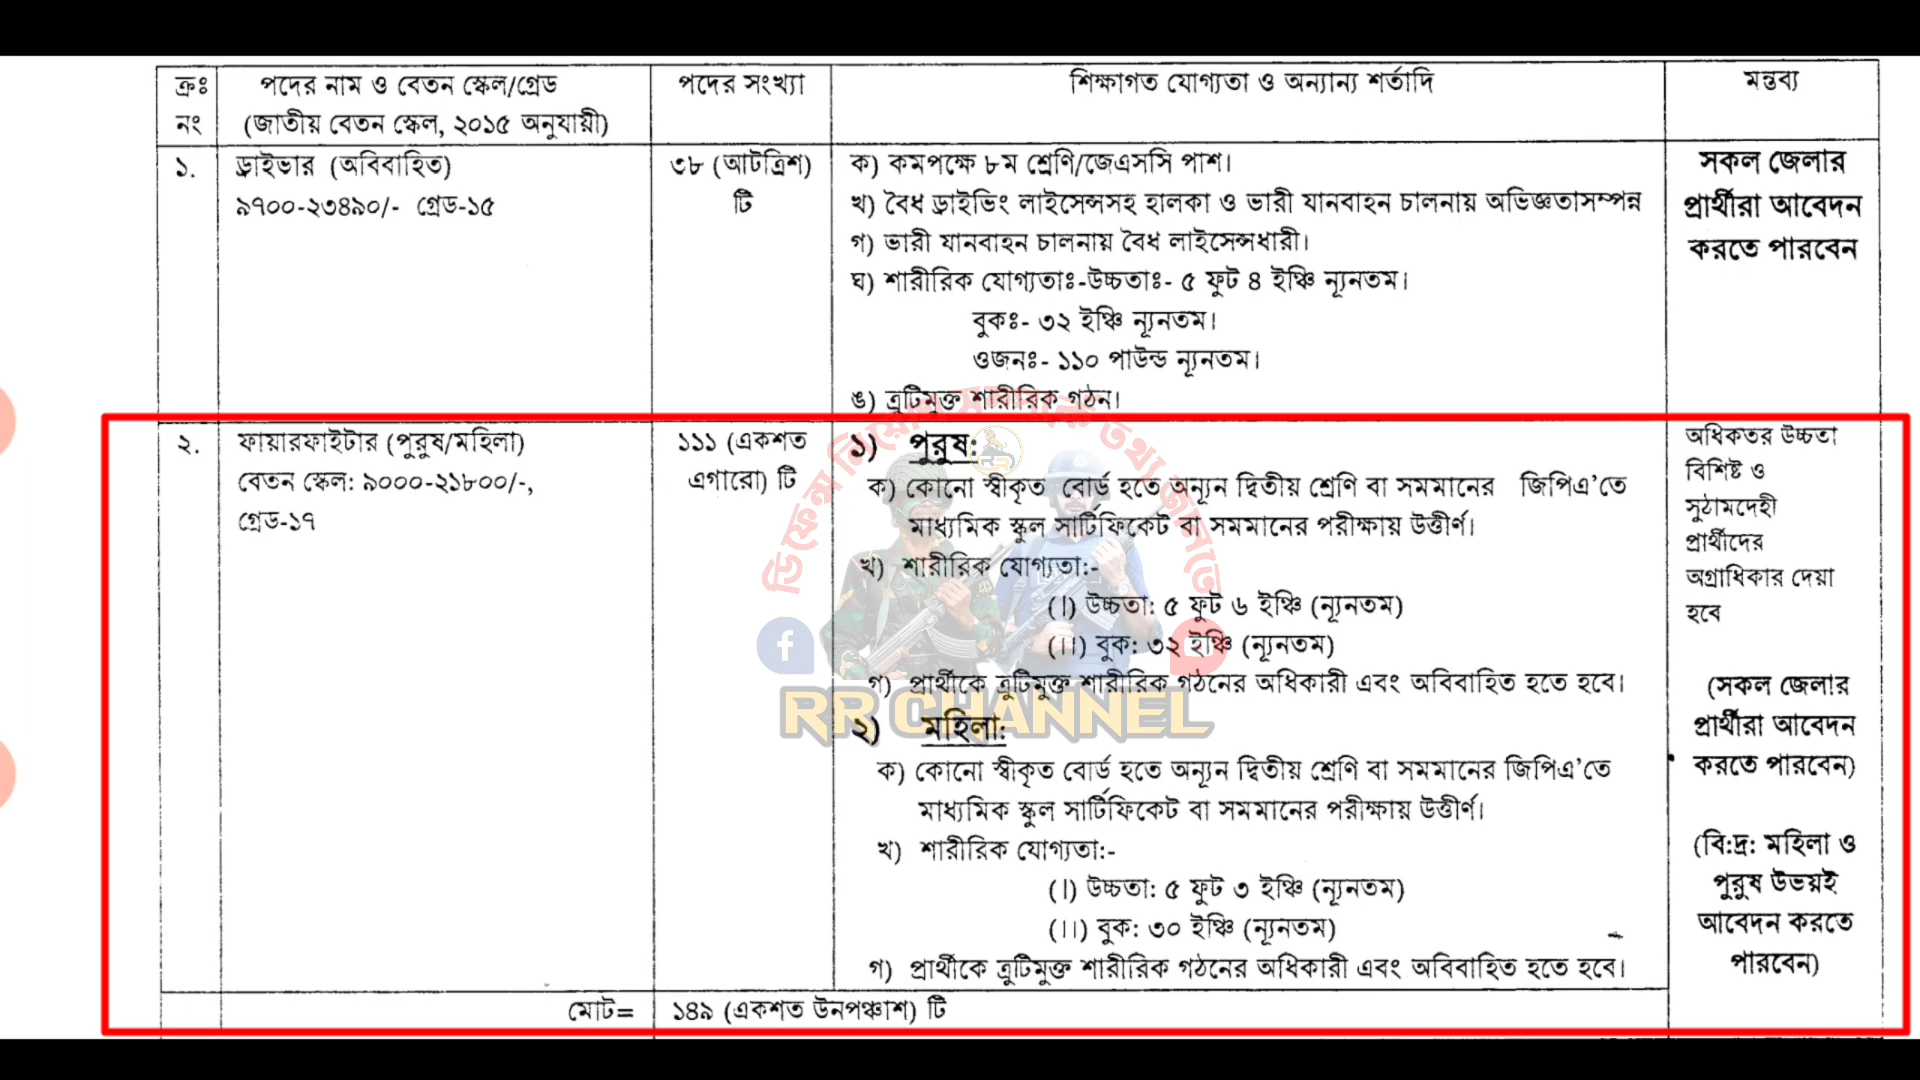 ক্রঃ নং
পদের নাম ও বেতন স্কেল/গ্রেড
(জাতীয় বেতন স্কেল, ২০১৫ অনুযায়ী)
পদের সংখ্যা
শিক্ষাগত যোগ্যতা ও অন্যান্য শর্তাদি
মন্তব্য
১.
ড্রাইভার (অবিবাহিত)
৯৭০০-২৩৪৯০/- গ্রেড-১৫
৩৮ (আটত্রিশ)
টি
ক) কমপক্ষে ৮ম শ্রেণি/জেএসসি পাশ।
খ) বৈধ ড্রাইভিং লাইসেন্সসহ হালকা ও ভারী যানবাহন চালনায় অভিজ্ঞতাসম্পন্ন
গ) ভারী যানবাহন চালনায় বৈধ লাইসেন্সধারী।
ঘ) শারীরিক যোগ্যতাঃ-উচ্চতাঃ- ৫ ফুট ৪ ইঞ্চি ন্যূনতম।
বুকঃ- ৩২ ইঞ্চি ন্যূনতম।
ওজনঃ- ১১০ পাউন্ড ন্যূনতম।
ঙ) ত্রুটিমুক্ত শারীরিক গঠন।
সকল জেলার
প্রার্থীরা আবেদন
করতে পারবেন
২.
ফায়ারফাইটার (পুরুষ/মহিলা)
বেতন স্কেল: ৯০০০-২১৮০০/-,
গ্রেড-১৭
১১১ (একশত
এগারো) টি
১) পুরুষ:
ক) কোনো স্বীকৃত বোর্ড হতে অন্যূন দ্বিতীয় শ্রেণি বা সমমানের জিপিএ'তে
মাধ্যমিক স্কুল সার্টিফিকেট বা সমমানের পরীক্ষায় উত্তীর্ণ।
খ) শারীরিক যোগ্যতা:-
(I) উচ্চতা: ৫ ফুট ৬ ইঞ্চি (ন্যূনতম)
(II) বুক: ৩২ ইঞ্চি (ন্যূনতম)
গ) প্রার্থীকে ত্রুটিমুক্ত শারীরিক গঠনের অধিকারী এবং অবিবাহিত হতে হবে।
২) মহিলা:
ক) কোনো স্বীকৃত বোর্ড হতে অন্যূন দ্বিতীয় শ্রেণি বা সমমানের জিপিএ'তে
মাধ্যমিক স্কুল সার্টিফিকেট বা সমমানের পরীক্ষায় উত্তীর্ণ।
খ) শারীরিক যোগ্যতা:-
(I) উচ্চতা: ৫ ফুট ৩ ইঞ্চি (ন্যূনতম)
(II) বুক: ৩০ ইঞ্চি (ন্যূনতম)
গ) প্রার্থীকে ত্রুটিমুক্ত শারীরিক গঠনের অধিকারী এবং অবিবাহিত হতে হবে।
অধিকতর উচ্চতা
বিশিষ্ট ও
সুঠামদেহী
প্রার্থীদের
অগ্রাধিকার দেয়া
হবে
(সকল জেলার
প্রার্থীরা আবেদন
করতে পারবেন)
(বি:দ্র: মহিলা ও
পুরুষ উভয়ই
আবেদন করতে
পারবেন)
মোট=
১৪৯ (একশত উনপঞ্চাশ) টি
ডিফেন্স নিয়োগ তথ্য জানতে
RR CHANNEL